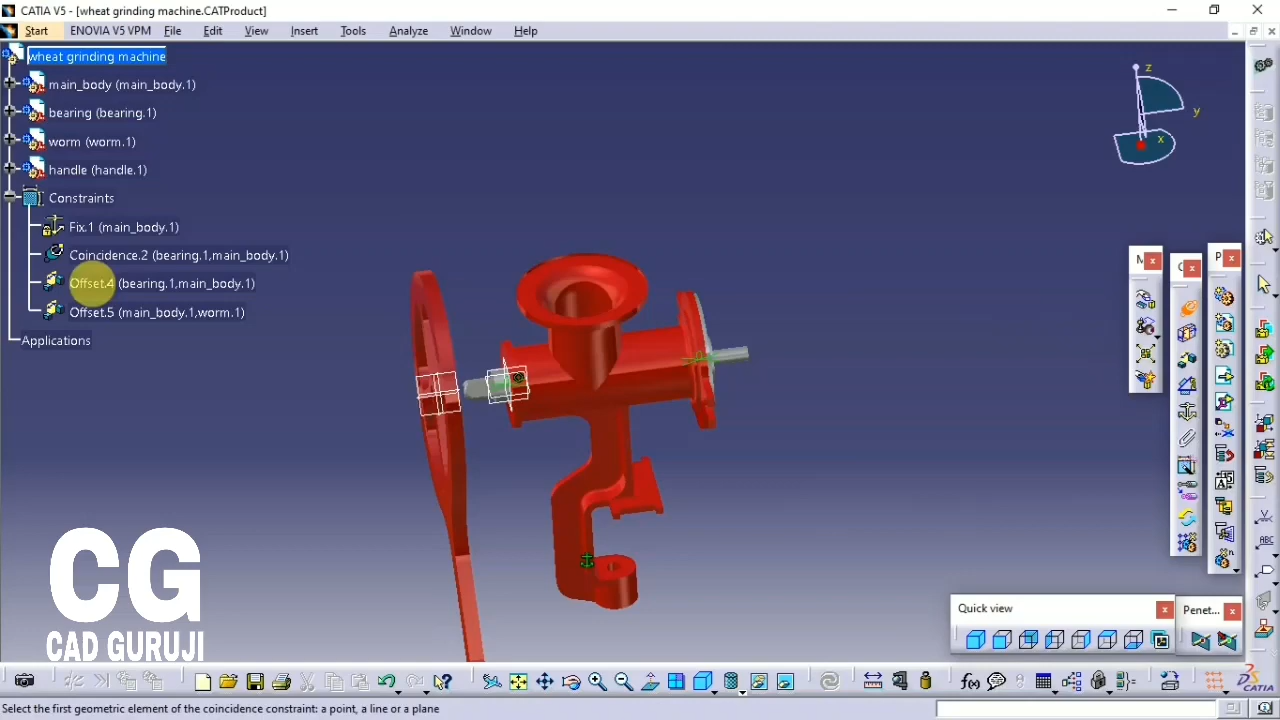 CATIA V5 - [wheat grinding machine.CATProduct]
Start ENOVIA V5 VPM File Edit View Insert Tools Analyze Window Help
wheat grinding machine
main_body (main_body.1)
bearing (bearing.1)
worm (worm.1)
handle (handle.1)
Constraints
Fix.1 (main_body.1)
Coincidence.2 (bearing.1,main_body.1)
Offset.4 (bearing.1,main_body.1)
Offset.5 (main_body.1,worm.1)
Applications
z
y
x
M...
P...
Quick view
Penet...
CG
CAD GURUJI
f(x)
ABC
CATIA
Select the first geometric element of the coincidence constraint: a point, a line or a plane